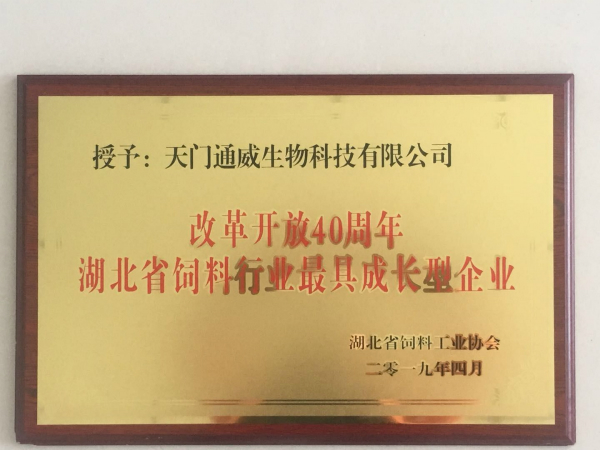 授予：天门通威生物科技有限公司
改革开放40周年
湖北省饲料行业最具成长型企业
湖北省饲料工业协会
二零一九年四月